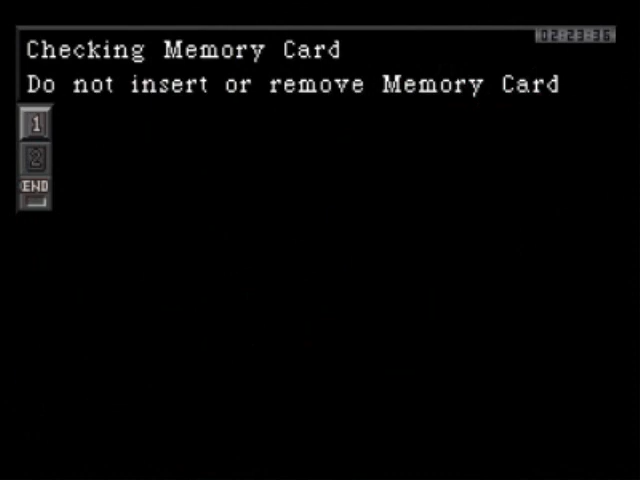 02:23:36
Checking Memory Card
Do not insert or remove Memory Card
1
2
END